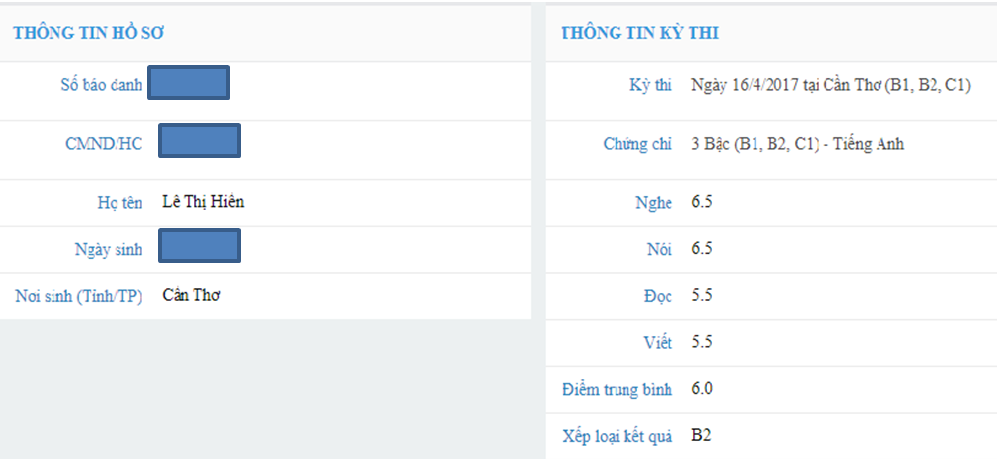 THÔNG TIN HỒ SƠ
Số báo danh
CMND/HC
Họ tên Lê Thị Hiên
Ngày sinh
Nơi sinh (Tỉnh/TP) Cần Thơ
THÔNG TIN KỲ THI
Kỳ thi Ngày 16/4/2017 tại Cần Thơ (B1, B2, C1)
Chứng chỉ 3 Bậc (B1, B2, C1) - Tiếng Anh
Nghe 6.5
Nói 6.5
Đọc 5.5
Viết 5.5
Điểm trung bình 6.0
Xếp loại kết quả B2